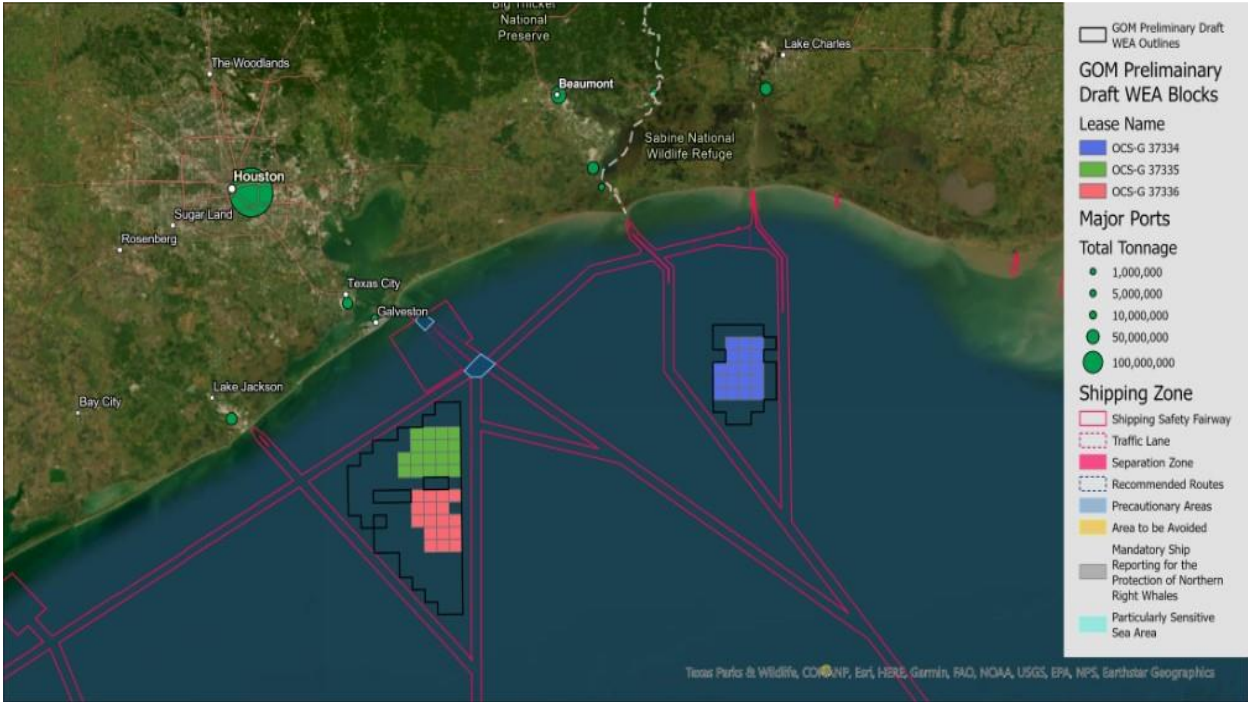 Big Thicket
National
Preserve
The Woodlands
Lake Charles
Beaumont
Sabine National
Wildlife Refuge
Houston
Sugar Land
Rosenberg
Texas City
Galveston
Lake Jackson
Bay City
GOM Preliminary Draft
WEA Outlines
GOM Prelimainary
Draft WEA Blocks
Lease Name
OCS-G 37334
OCS-G 37335
OCS-G 37336
Major Ports
Total Tonnage
1,000,000
5,000,000
10,000,000
50,000,000
100,000,000
Shipping Zone
Shipping Safety Fairway
Traffic Lane
Separation Zone
Recommended Routes
Precautionary Areas
Area to be Avoided
Mandatory Ship
Reporting for the
Protection of Northern
Right Whales
Particularly Sensitive
Sea Area
Texas Parks & Wildlife, CONANP, Esri, HERE, Garmin, FAO, NOAA, USGS, EPA, NPS, Earthstar Geographics